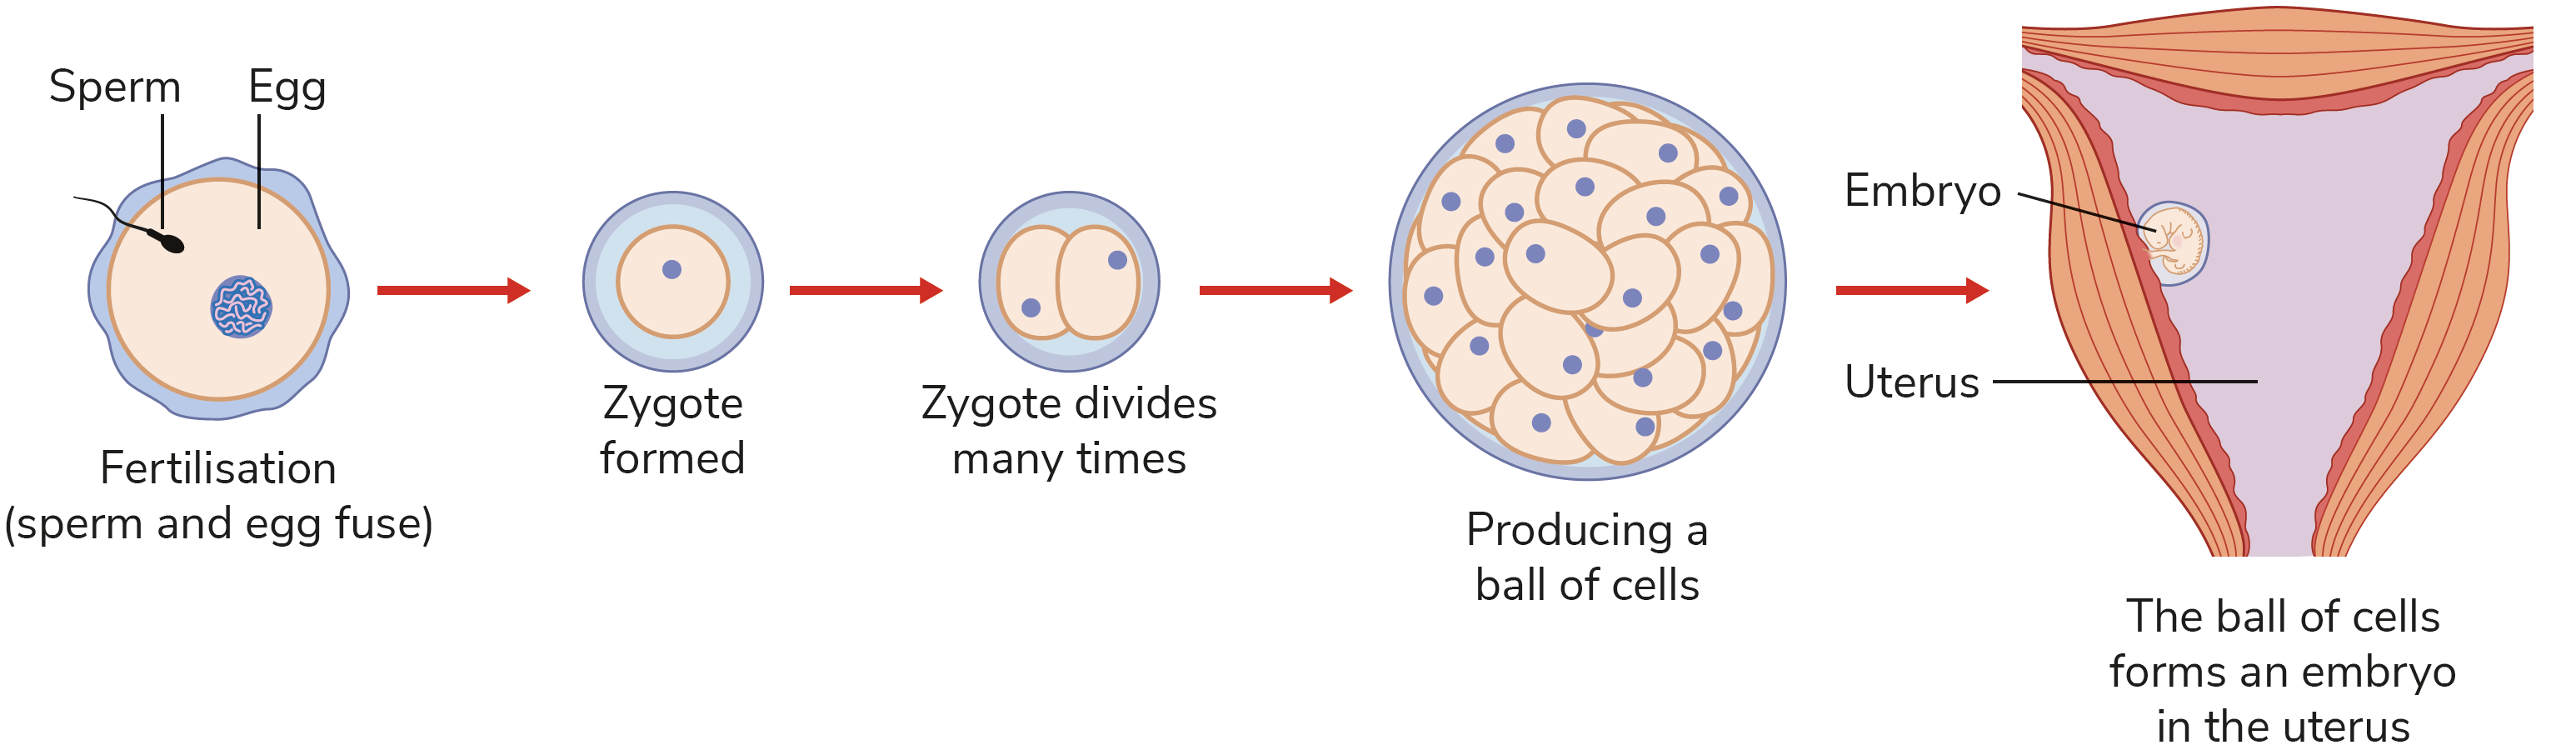 Sperm
Egg
Fertilisation
(sperm and egg fuse)
Zygote
formed
Zygote divides
many times
Producing a
ball of cells
Embryo
Uterus
The ball of cells
forms an embryo
in the uterus